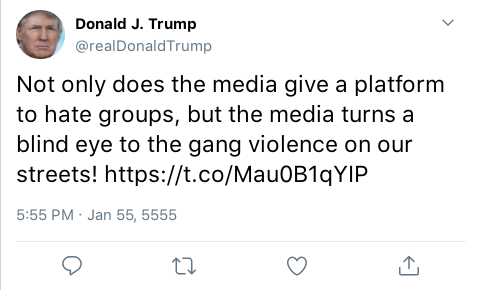 Donald J. Trump
@realDonaldTrump
Not only does the media give a platform
to hate groups, but the media turns a
blind eye to the gang violence on our
streets! https://t.co/Mau0B1qYIP
5:55 PM · Jan 55, 5555